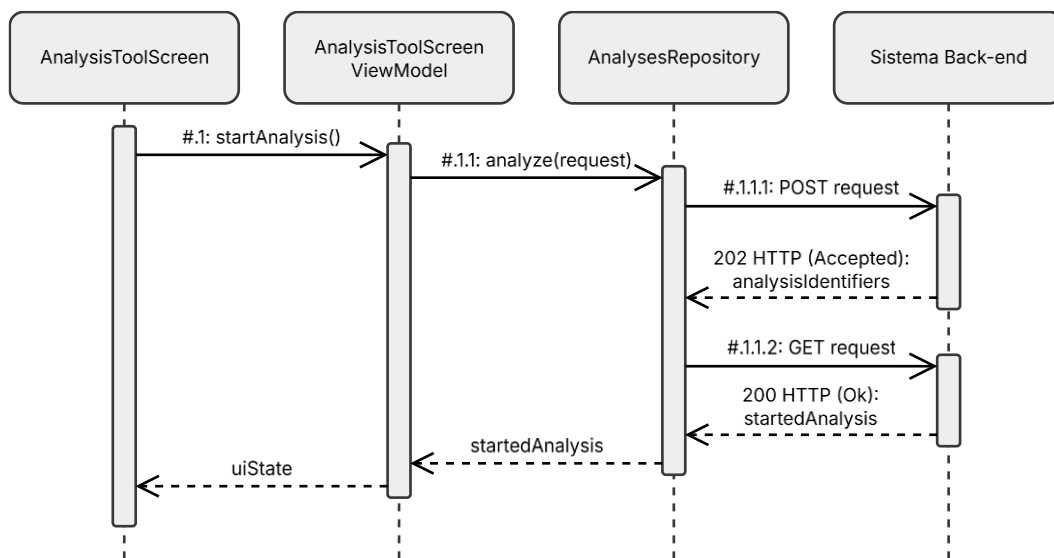 AnalysisToolScreen
AnalysisToolScreen
ViewModel
AnalysesRepository
Sistema Back-end
#.1: startAnalysis()
#.1.1: analyze(request)
#.1.1.1: POST request
202 HTTP (Accepted):
analysisIdentifiers
#.1.1.2: GET request
200 HTTP (Ok):
startedAnalysis
startedAnalysis
uiState